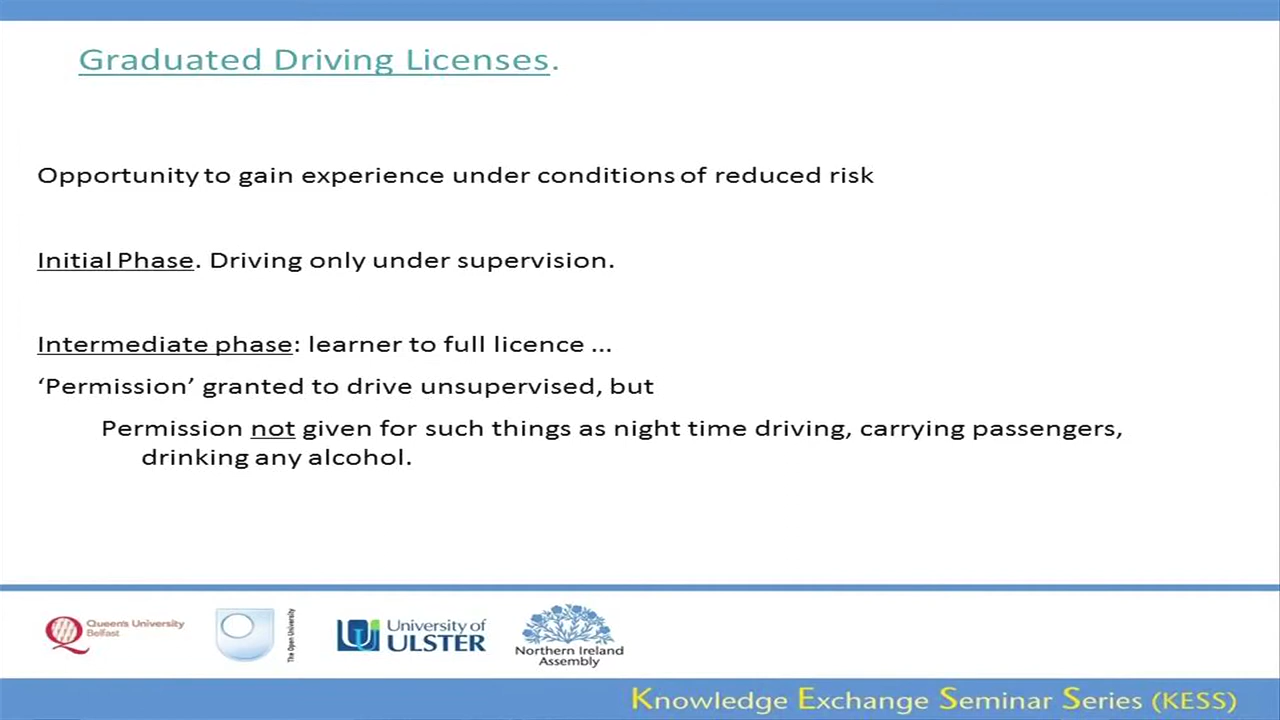 Graduated Driving Licenses.
Opportunity to gain experience under conditions of reduced risk
Initial Phase. Driving only under supervision.
Intermediate phase: learner to full licence ...
‘Permission’ granted to drive unsupervised, but
Permission not given for such things as night time driving, carrying passengers,
drinking any alcohol.
Queen's University
Belfast
The Open University
University of
ULSTER
Northern Ireland
Assembly
Knowledge Exchange Seminar Series (KESS)